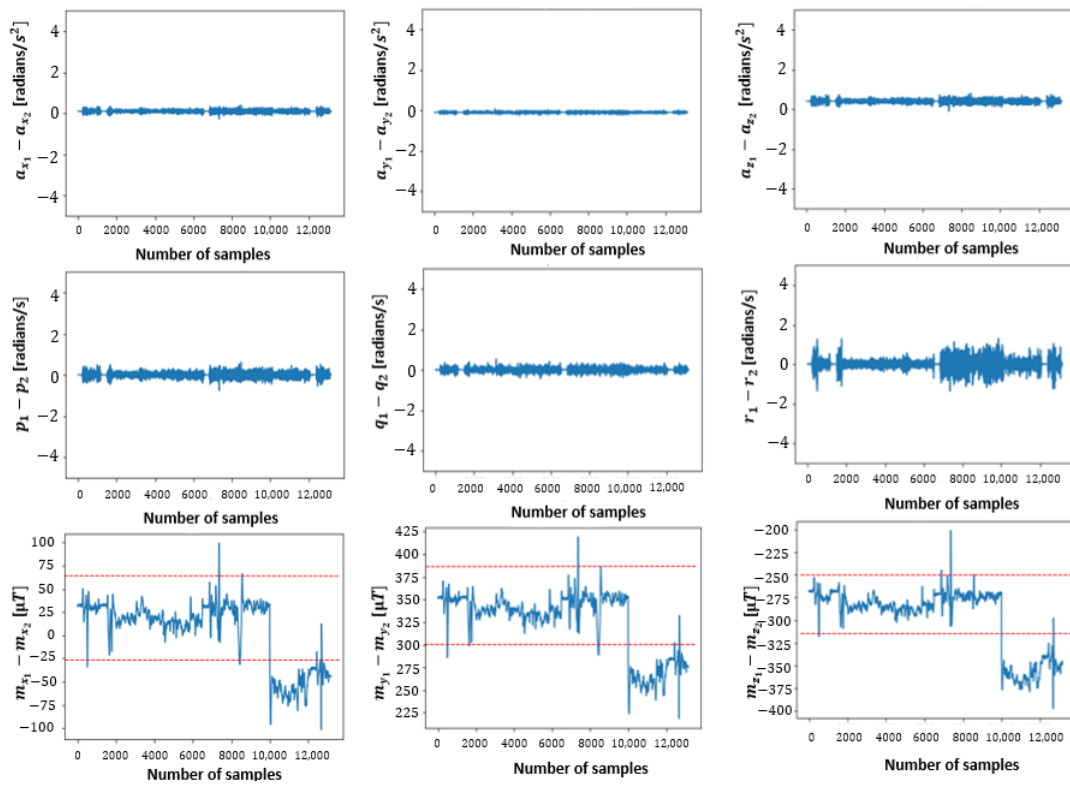 a_{x_1} − a_{x_2} [radians/s²]
4
2
0
−2
−4
0 2000 4000 6000 8000 10,000 12,000
Number of samples
a_{y_1} − a_{y_2} [radians/s²]
4
2
0
−2
−4
0 2000 4000 6000 8000 10,000 12,000
Number of samples
a_{z_1} − a_{z_2} [radians/s²]
4
2
0
−2
−4
0 2000 4000 6000 8000 10,000 12,000
Number of samples
p₁ − p₂ [radians/s]
4
2
0
−2
−4
0 2000 4000 6000 8000 10,000 12,000
Number of samples
q₁ − q₂ [radians/s]
4
2
0
−2
−4
0 2000 4000 6000 8000 10,000 12,000
Number of samples
r₁ − r₂ [radians/s]
4
2
0
−2
−4
0 2000 4000 6000 8000 10,000 12,000
Number of samples
m_{x_1} − m_{x_2} [μT]
100
75
50
25
0
−25
−50
−75
−100
0 2000 4000 6000 8000 10,000 12,000
Number of samples
m_{y_1} − m_{y_2} [μT]
425
400
375
350
325
300
275
250
225
0 2000 4000 6000 8000 10,000 12,000
Number of samples
m_{z_1} − m_{z_2} [μT]
−200
−225
−250
−275
−300
−325
−350
−375
−400
0 2000 4000 6000 8000 10,000 12,000
Number of samples